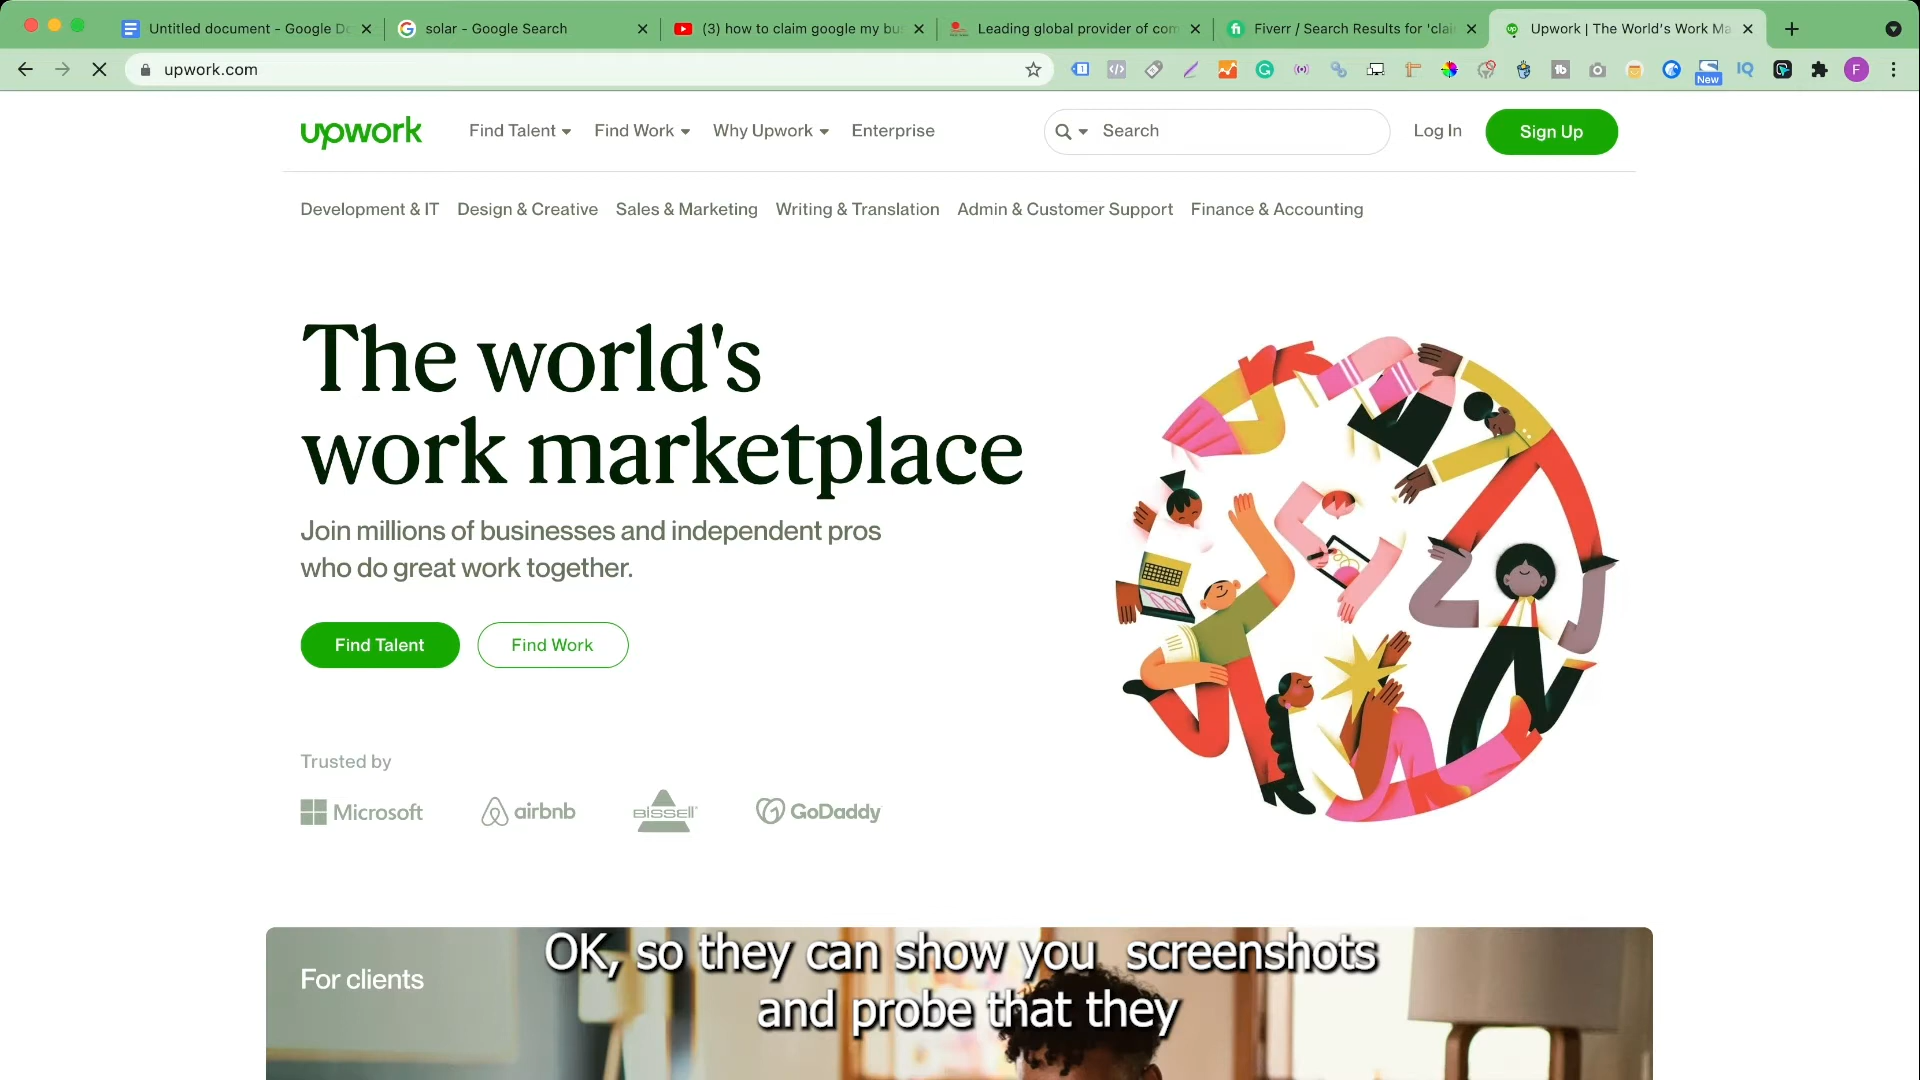 Untitled document - Google Do
solar - Google Search
(3) how to claim google my bus
Leading global provider of com
Fiverr / Search Results for 'clai
Upwork | The World's Work Ma
upwork.com
New
F
upwork
Find Talent
Find Work
Why Upwork
Enterprise
Search
Log In
Sign Up
Development & IT
Design & Creative
Sales & Marketing
Writing & Translation
Admin & Customer Support
Finance & Accounting
The world's
work marketplace
Join millions of businesses and independent pros
who do great work together.
Find Talent
Find Work
Trusted by
Microsoft
airbnb
BISSELL
GoDaddy
For clients
OK, so they can show you screenshots
and probe that they